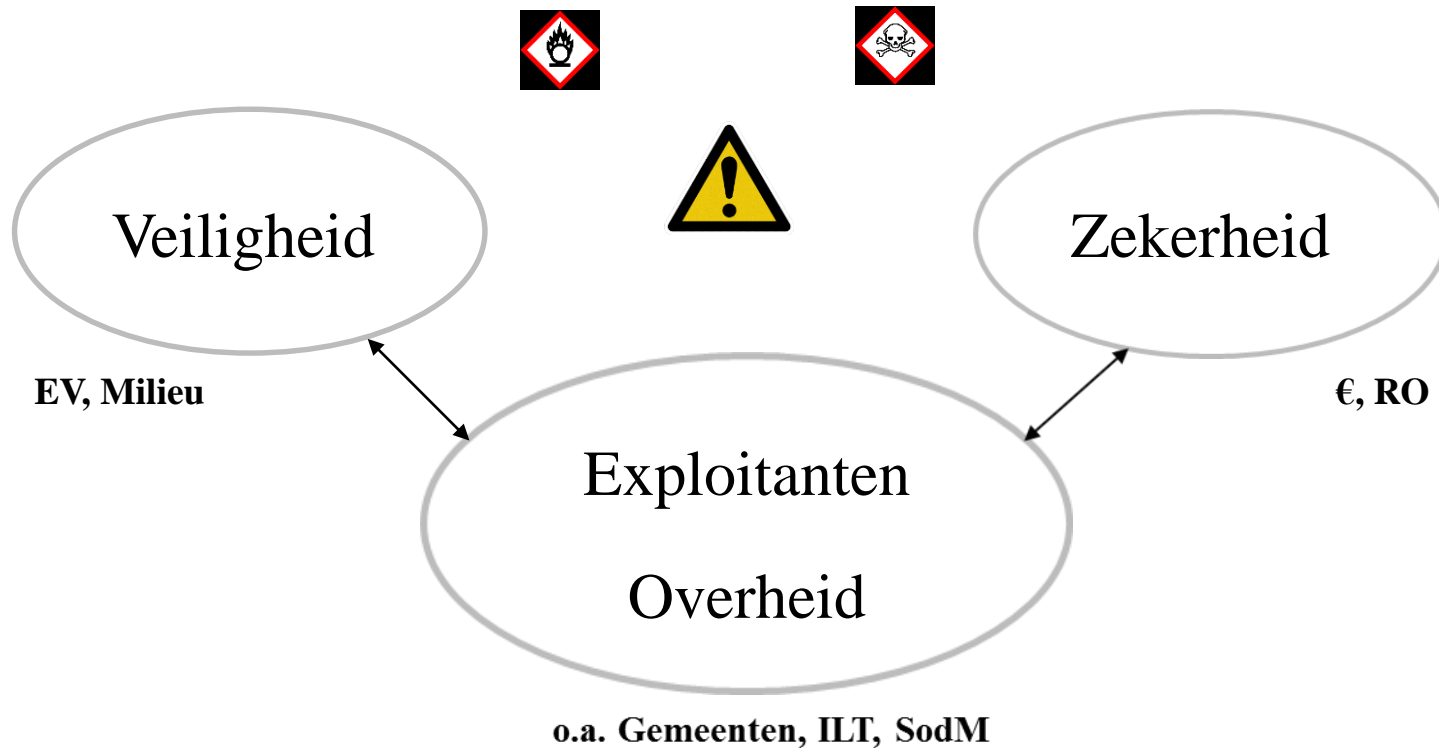 Veiligheid
Zekerheid
EV, Milieu
€, RO
Exploitanten
Overheid
o.a. Gemeenten, ILT, SodM